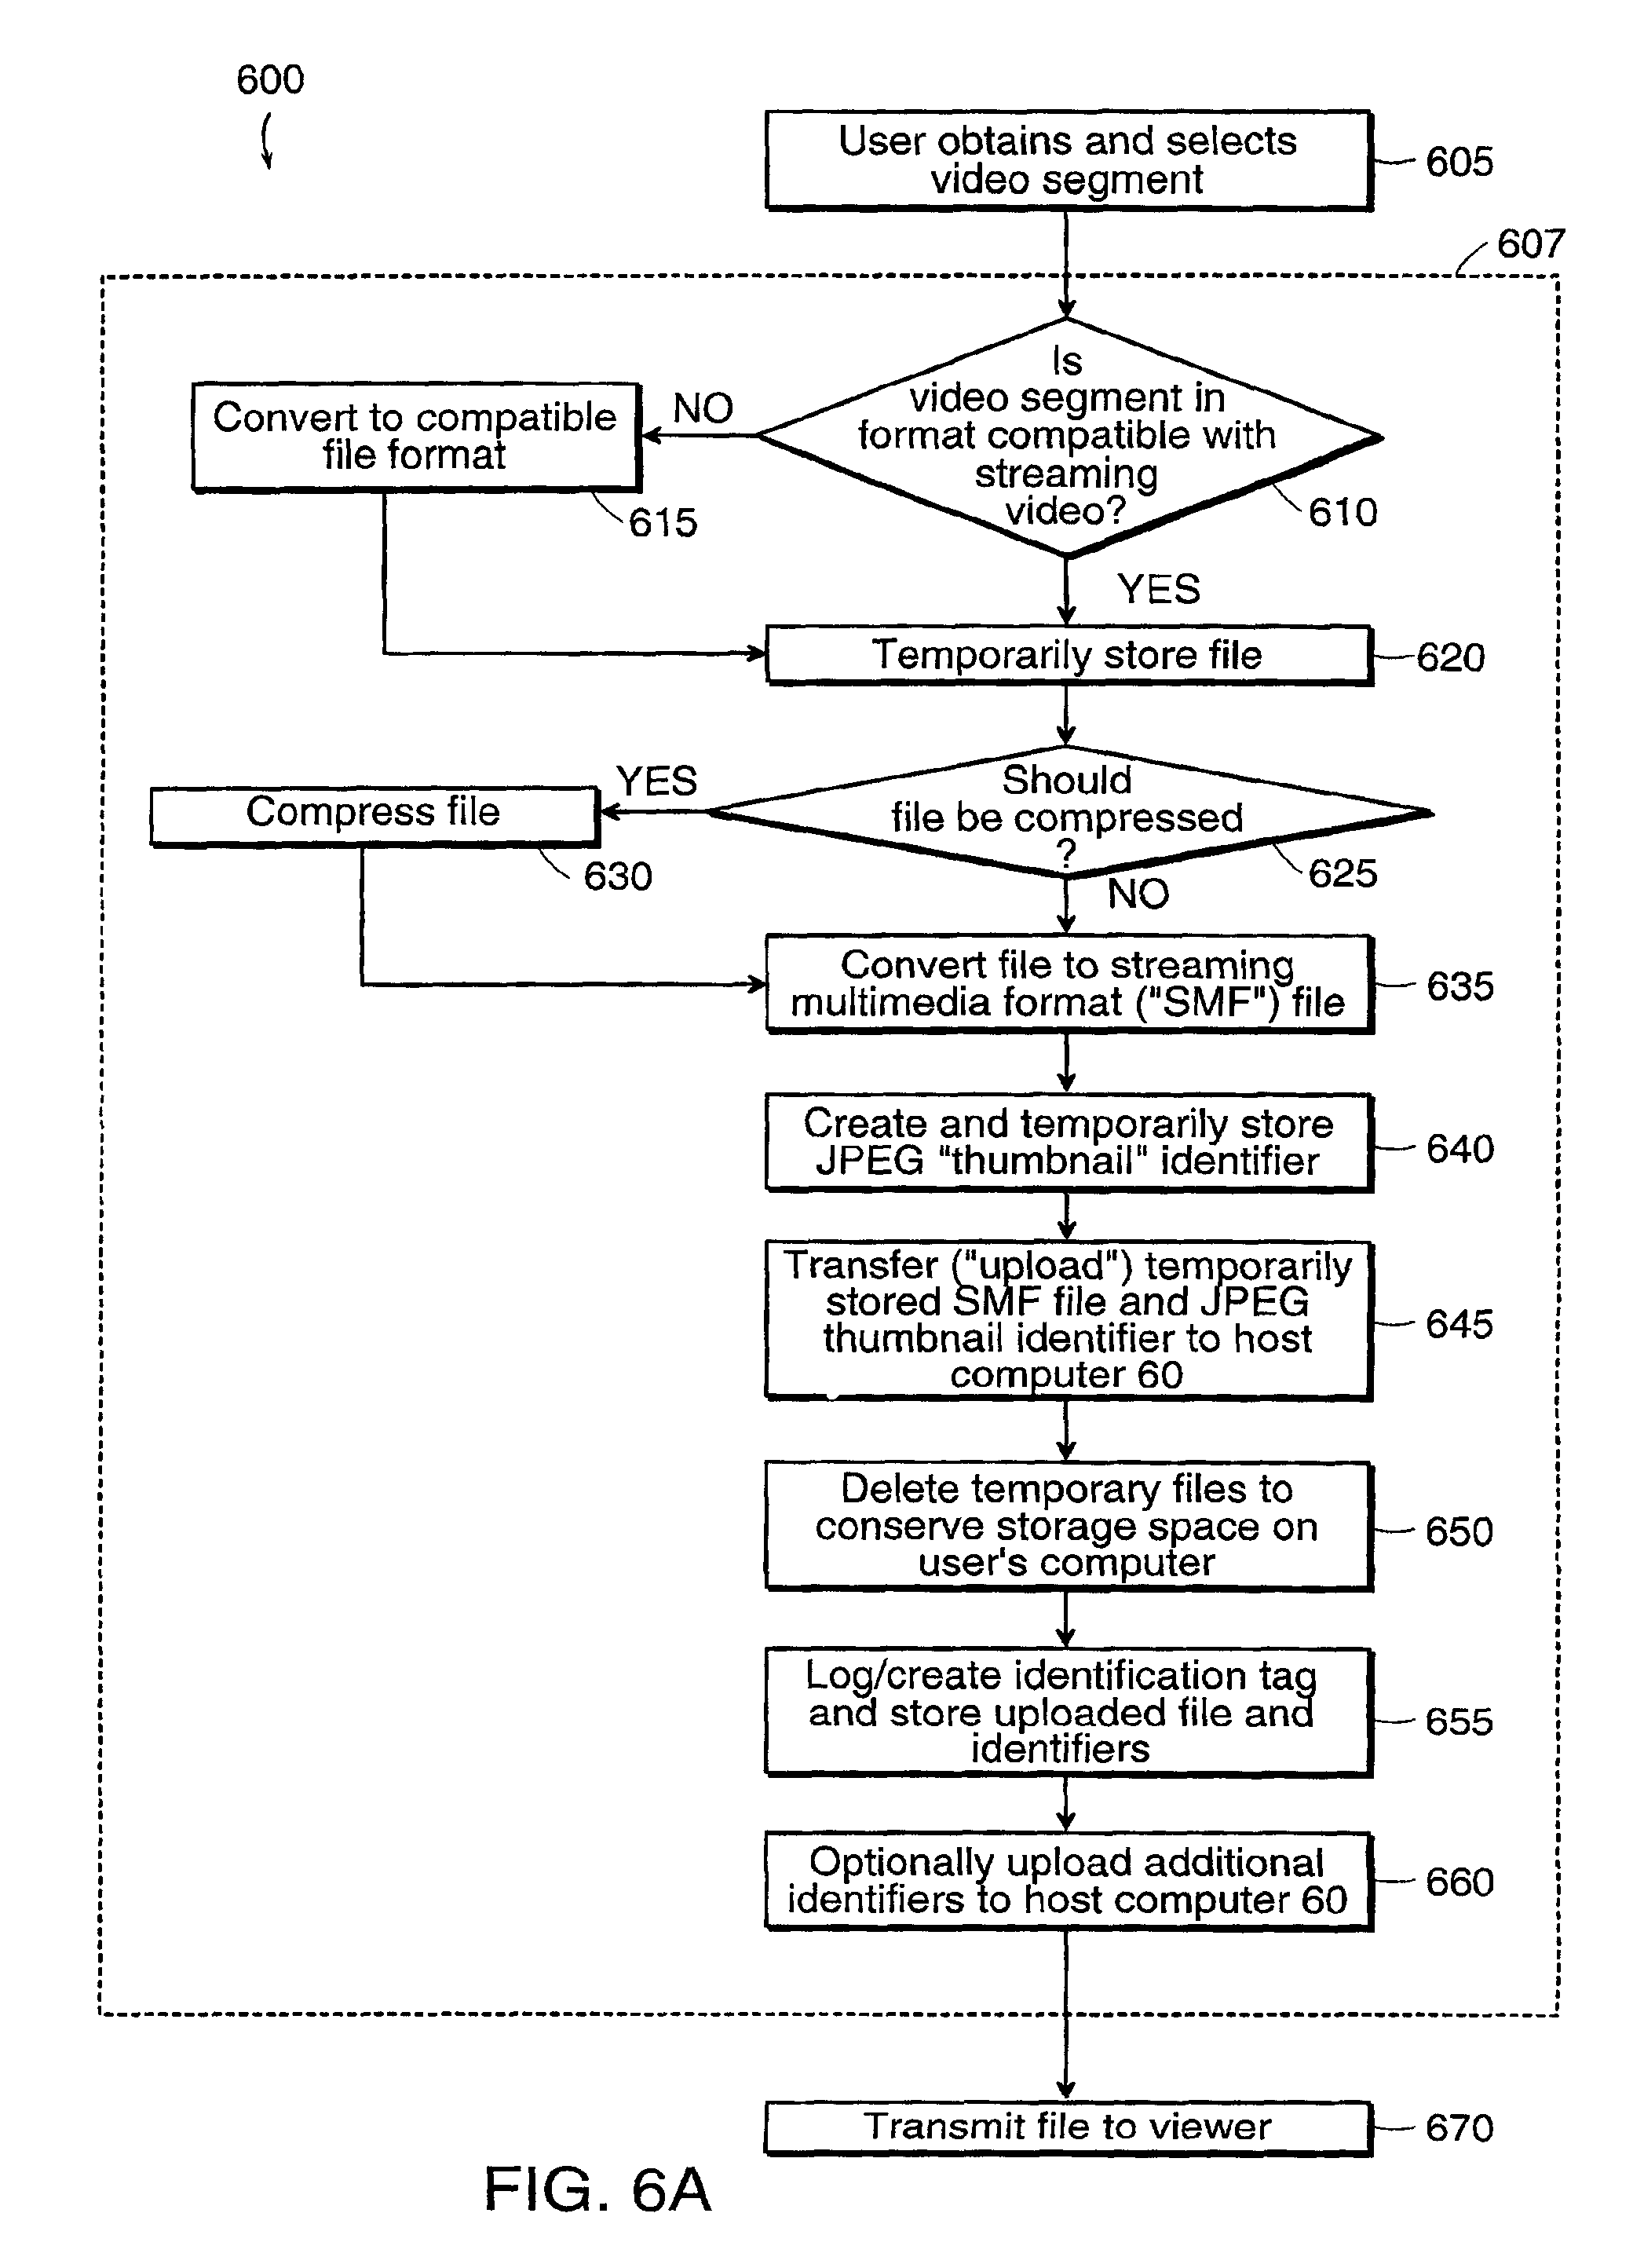 600
User obtains and selects
video segment
605
607
Is
video segment in
format compatible with
streaming
video?
610
NO
Convert to compatible
file format
615
YES
Temporarily store file
620
Should
file be compressed
?
625
YES
Compress file
630
NO
Convert file to streaming
multimedia format ("SMF") file
635
Create and temporarily store
JPEG "thumbnail" identifier
640
Transfer ("upload") temporarily
stored SMF file and JPEG
thumbnail identifier to host
computer 60
645
Delete temporary files to
conserve storage space on
user's computer
650
Log/create identification tag
and store uploaded file and
identifiers
655
Optionally upload additional
identifiers to host computer 60
660
Transmit file to viewer
670
FIG. 6A